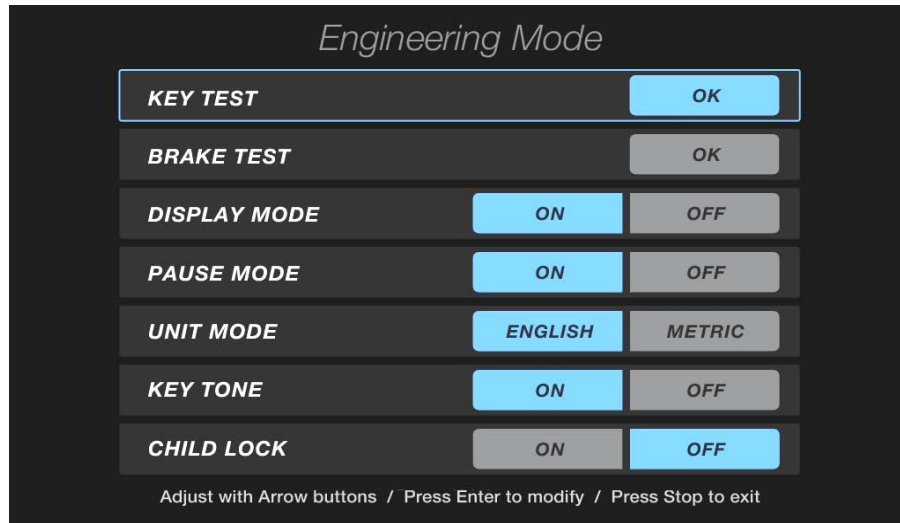 Engineering Mode
KEY TEST OK
BRAKE TEST OK
DISPLAY MODE ON OFF
PAUSE MODE ON OFF
UNIT MODE ENGLISH METRIC
KEY TONE ON OFF
CHILD LOCK ON OFF
Adjust with Arrow buttons / Press Enter to modify / Press Stop to exit